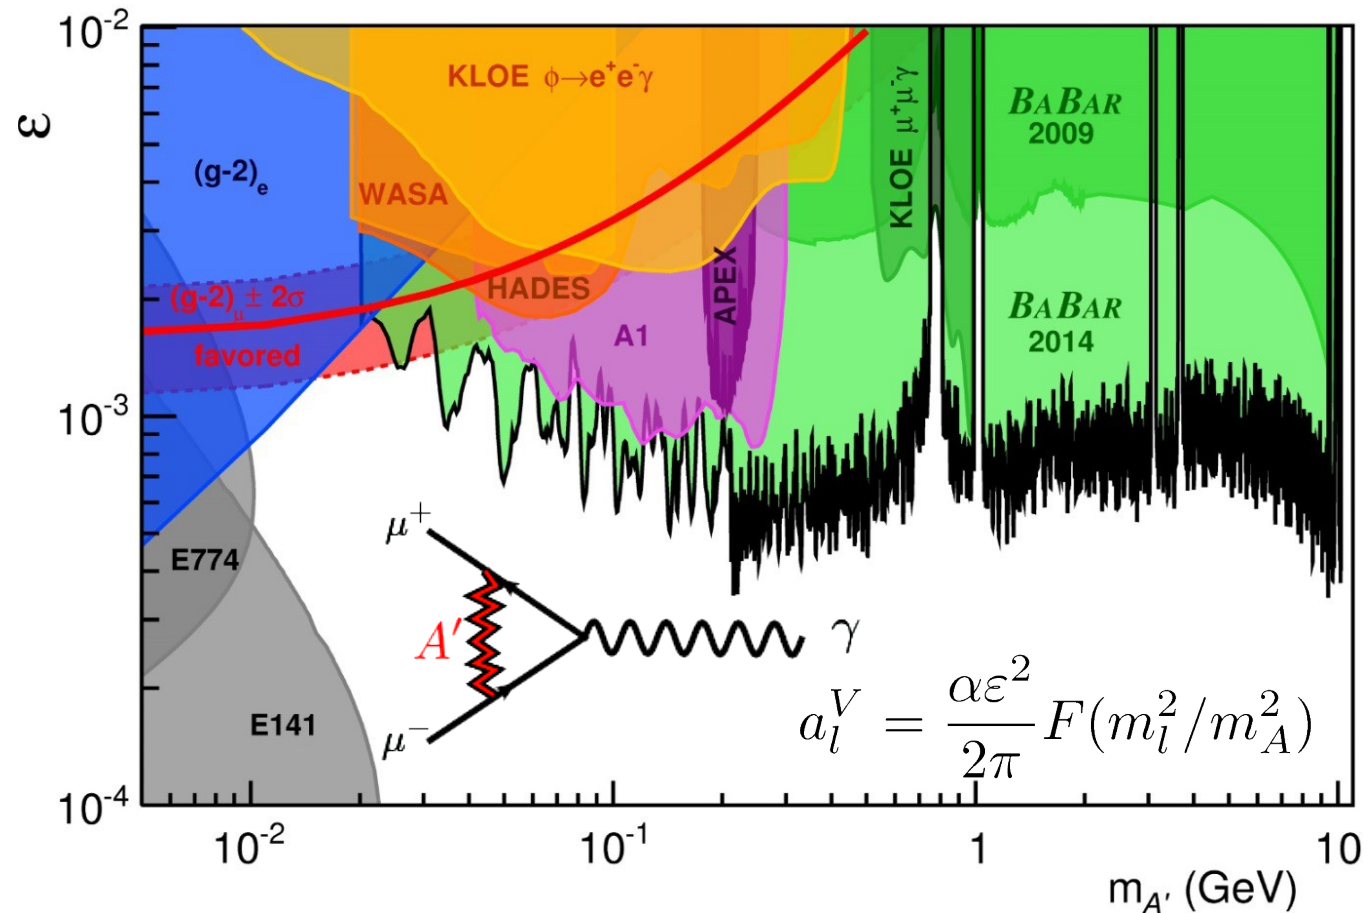 10⁻²
ε
KLOE ϕ→e⁺e⁻γ
KLOE μ⁺μ⁻γ
BABAR
2009
(g-2)ₑ
WASA
(g-2)_μ ± 2σ
favored
HADES
APEX
A1
BABAR
2014
10⁻³
E774
E141
μ⁺
A′
γ
μ⁻
a_l^V = αε²/2π F(m_l²/m_A²)
10⁻⁴
10⁻² 10⁻¹ 1 10
m_A′ (GeV)